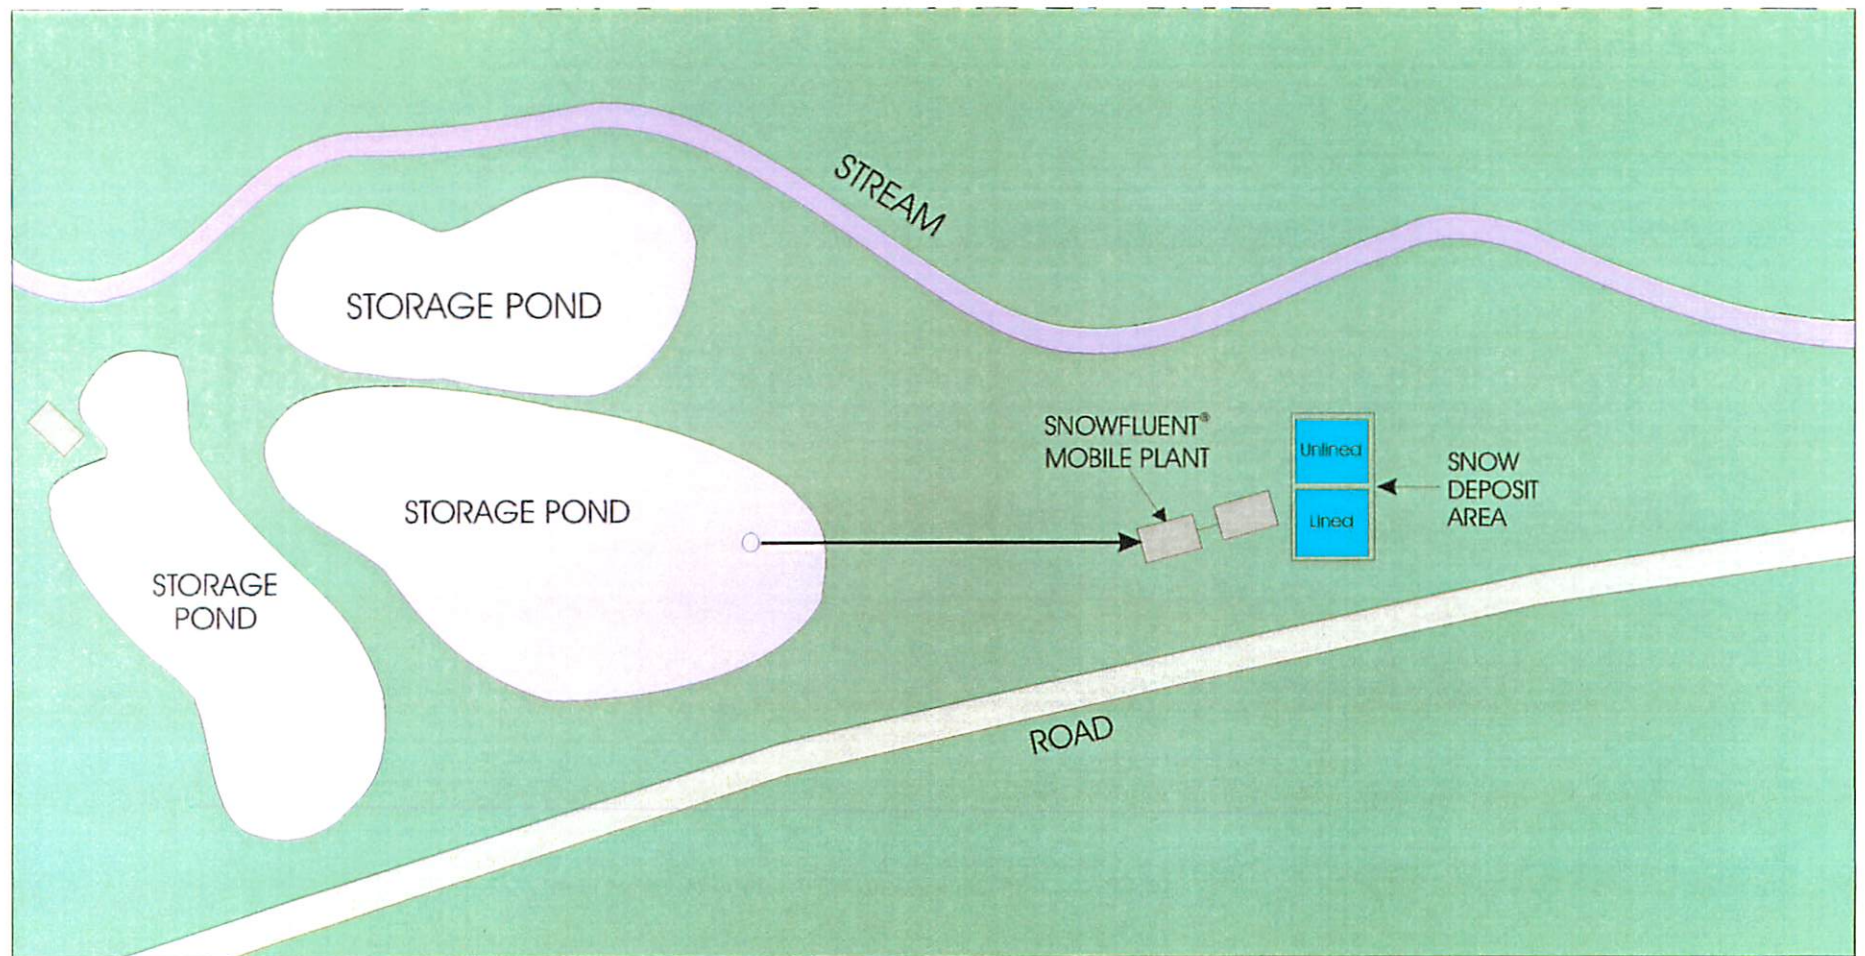 STREAM
STORAGE POND
SNOWFLUENT®
MOBILE PLANT
Unlined
SNOW
DEPOSIT
AREA
Lined
STORAGE POND
STORAGE
POND
ROAD